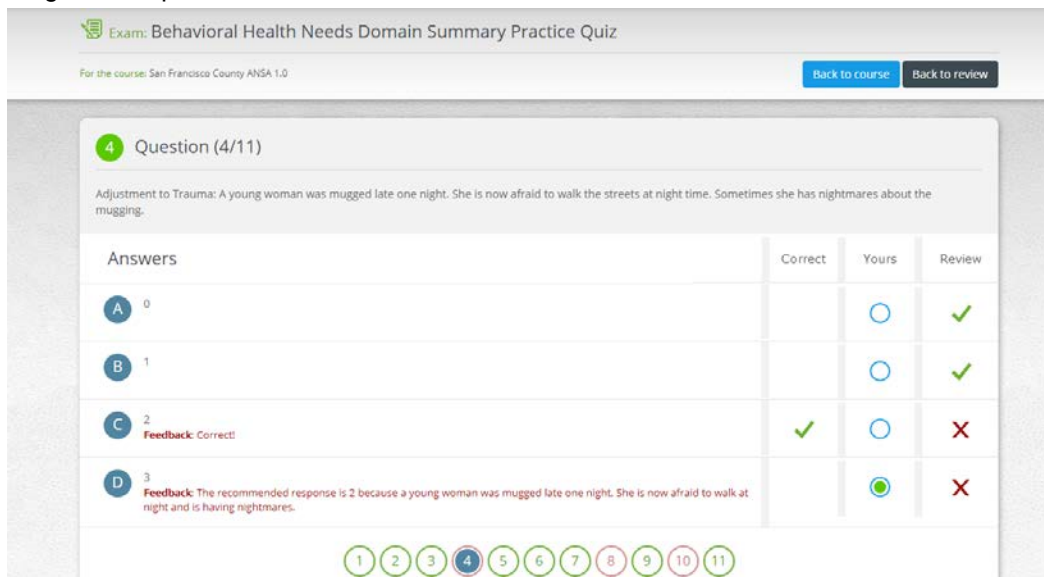 Exam: Behavioral Health Needs Domain Summary Practice Quiz
For the course: San Francisco County ANSA 1.0
Back to course
Back to review
4 Question (4/11)
Adjustment to Trauma: A young woman was mugged late one night. She is now afraid to walk the streets at night time. Sometimes she has nightmares about the
mugging.
Answers Correct Yours Review
A 0
B 1
C 2
Feedback: Correct!
D 3
Feedback: The recommended response is 2 because a young woman was mugged late one night. She is now afraid to walk at
night and is having nightmares.
1 2 3 4 5 6 7 8 9 10 11